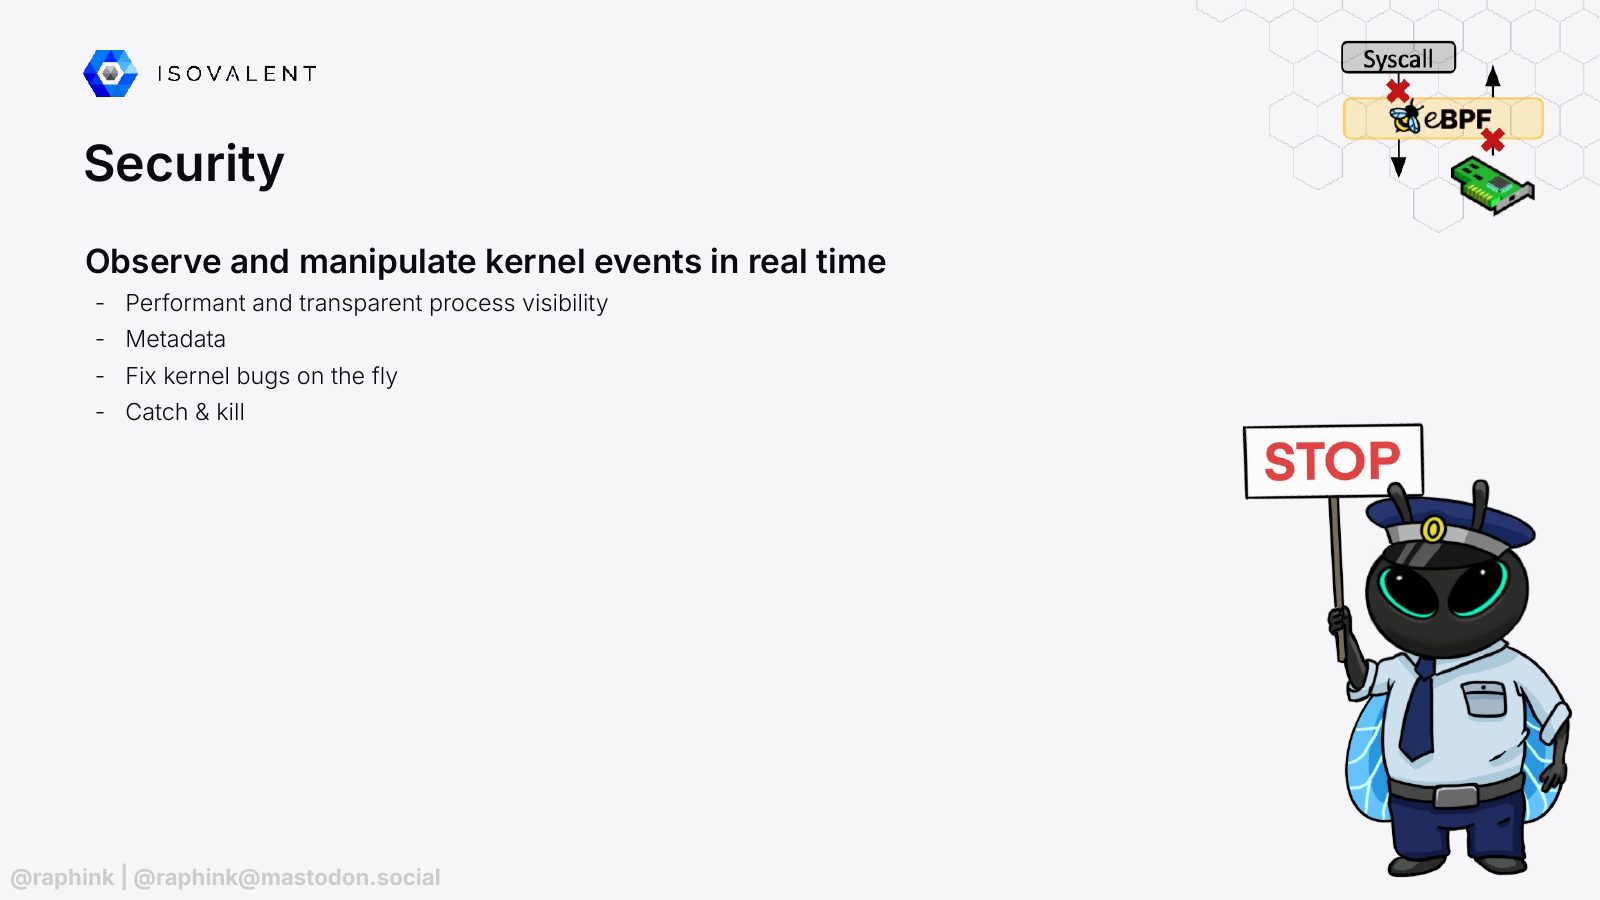 ISOVALENT
Syscall
eBPF
Security
Observe and manipulate kernel events in real time
- Performant and transparent process visibility
- Metadata
- Fix kernel bugs on the fly
- Catch & kill
STOP
@raphink | @raphink@mastodon.social